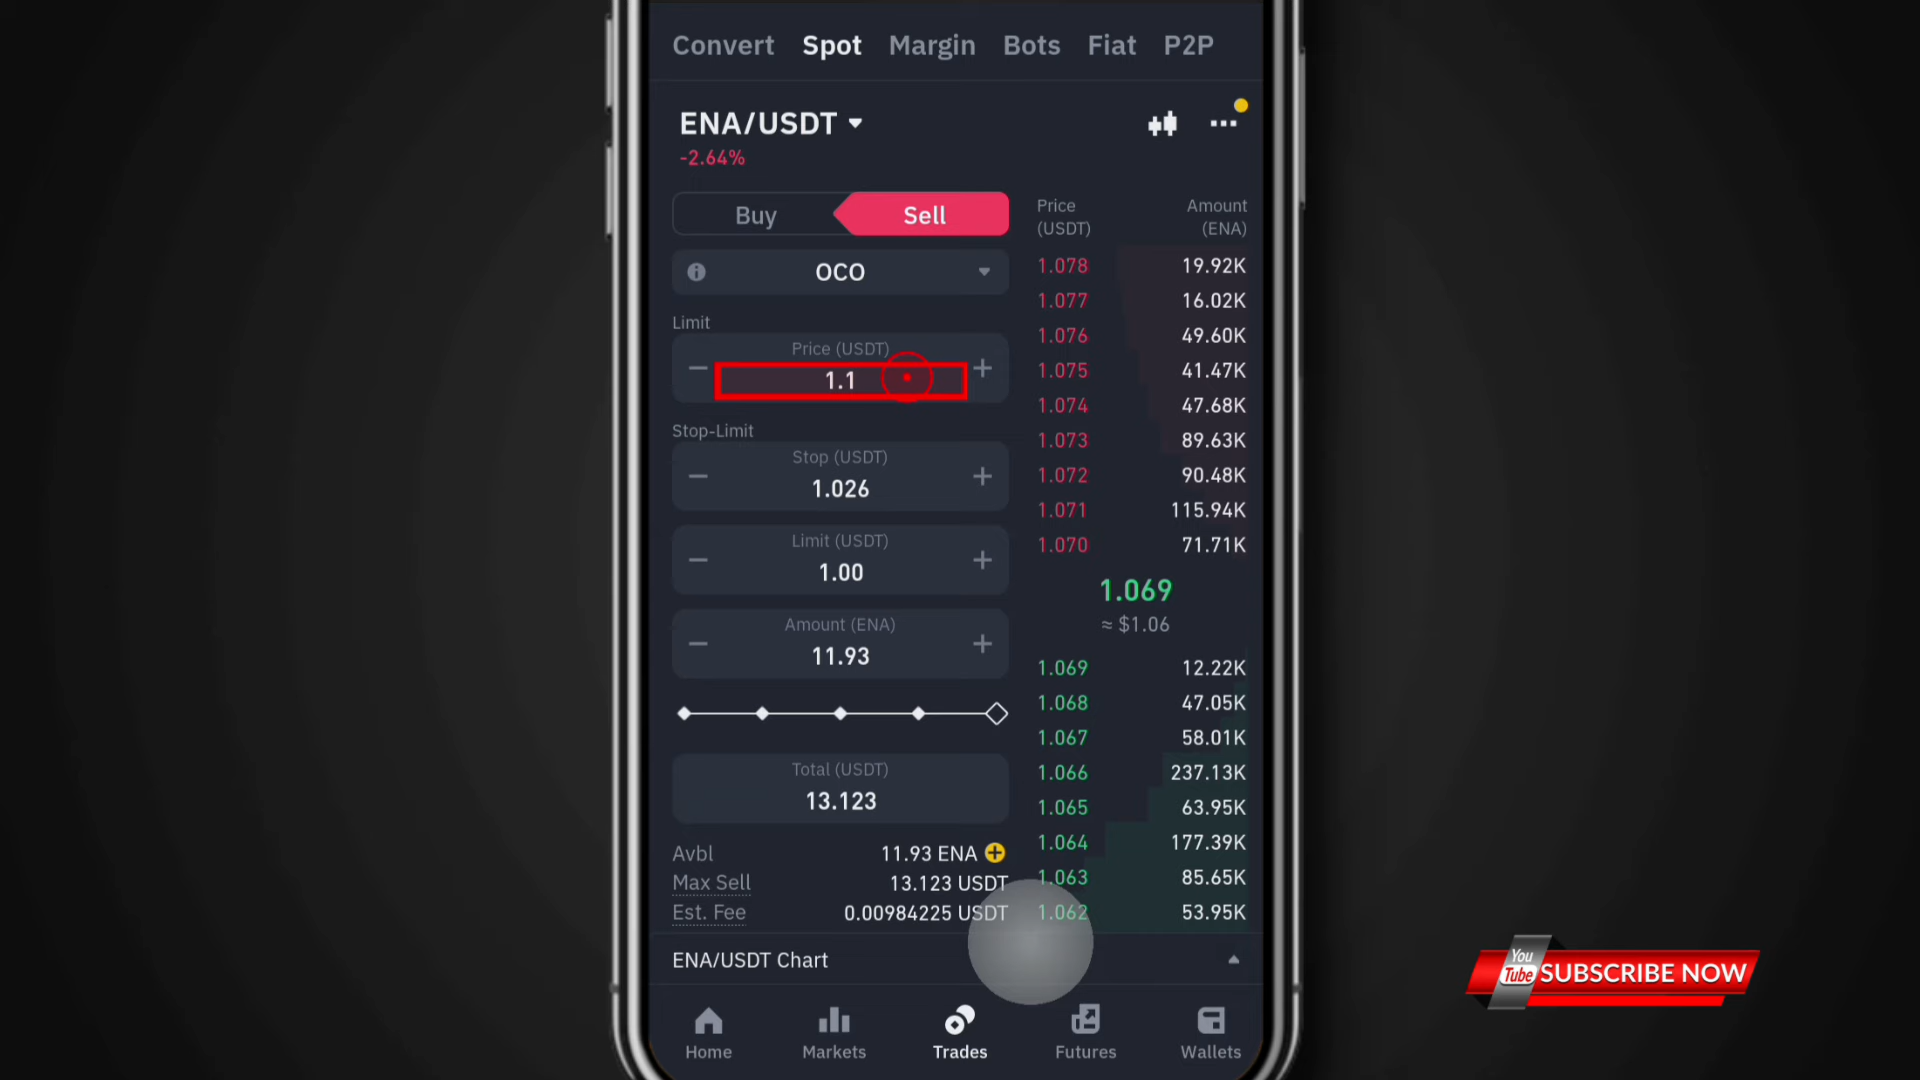 Convert Spot Margin Bots Fiat P2P
ENA/USDT
-2.64%
Buy Sell
OCO
Limit
Price (USDT)
1.1
Stop-Limit
Stop (USDT)
1.026
Limit (USDT)
1.00
Amount (ENA)
11.93
Total (USDT)
13.123
Avbl 11.93 ENA
Max Sell 13.123 USDT
Est. Fee 0.00984225 USDT
Price Amount
(USDT) (ENA)
1.078 19.92K
1.077 16.02K
1.076 49.60K
1.075 41.47K
1.074 47.68K
1.073 89.63K
1.072 90.48K
1.071 115.94K
1.070 71.71K
1.069
≈ $1.06
1.069 12.22K
1.068 47.05K
1.067 58.01K
1.066 237.13K
1.065 63.95K
1.064 177.39K
1.063 85.65K
1.062 53.95K
ENA/USDT Chart
Home Markets Trades Futures Wallets
You
Tube SUBSCRIBE NOW